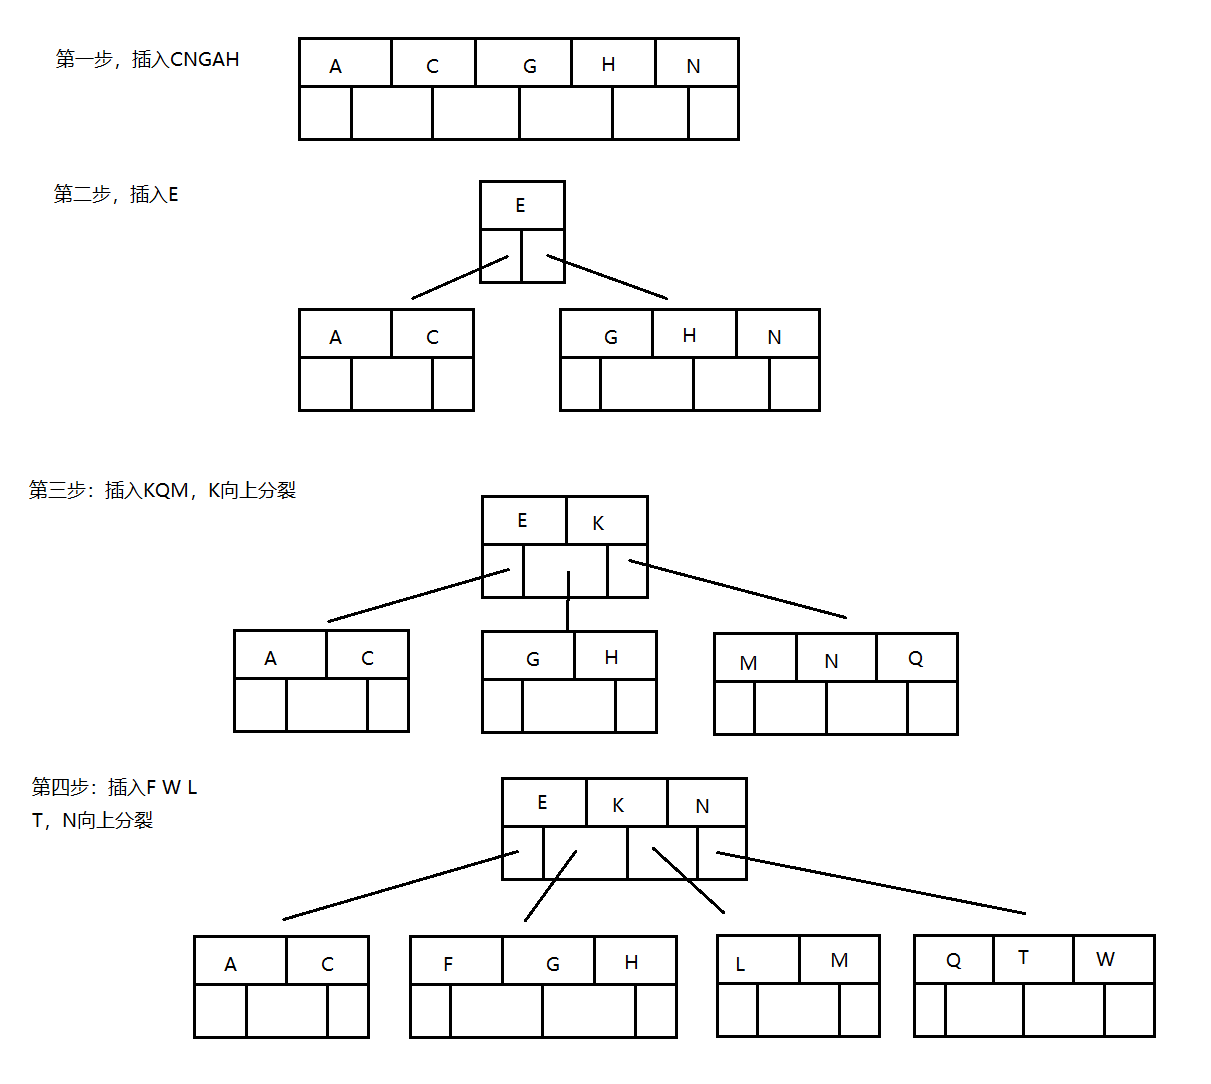 第一步，插入CNGAH
A C G H N
第二步，插入E
E
A C G H N
第三步：插入KQM，K向上分裂
E K
A C G H M N Q
第四步：插入F W L
T，N向上分裂
E K N
A C F G H L M Q T W